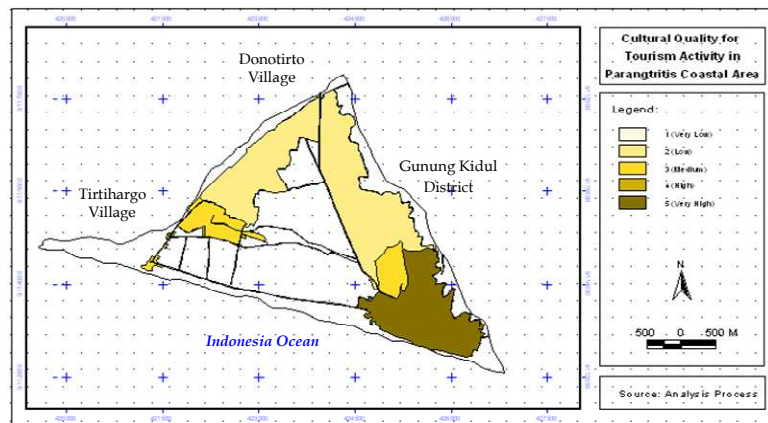 Cultural Quality for
Tourism Activity in
Parangtritis Coastal Area
Legend:
1 (Very Low)
2 (Low)
3 (Medium)
4 (High)
5 (Very High)
N
500 0 500 M
Source: Analysis Process
Donotirto
Village
Gunung Kidul
District
Tirtihargo
Village
Indonesia Ocean